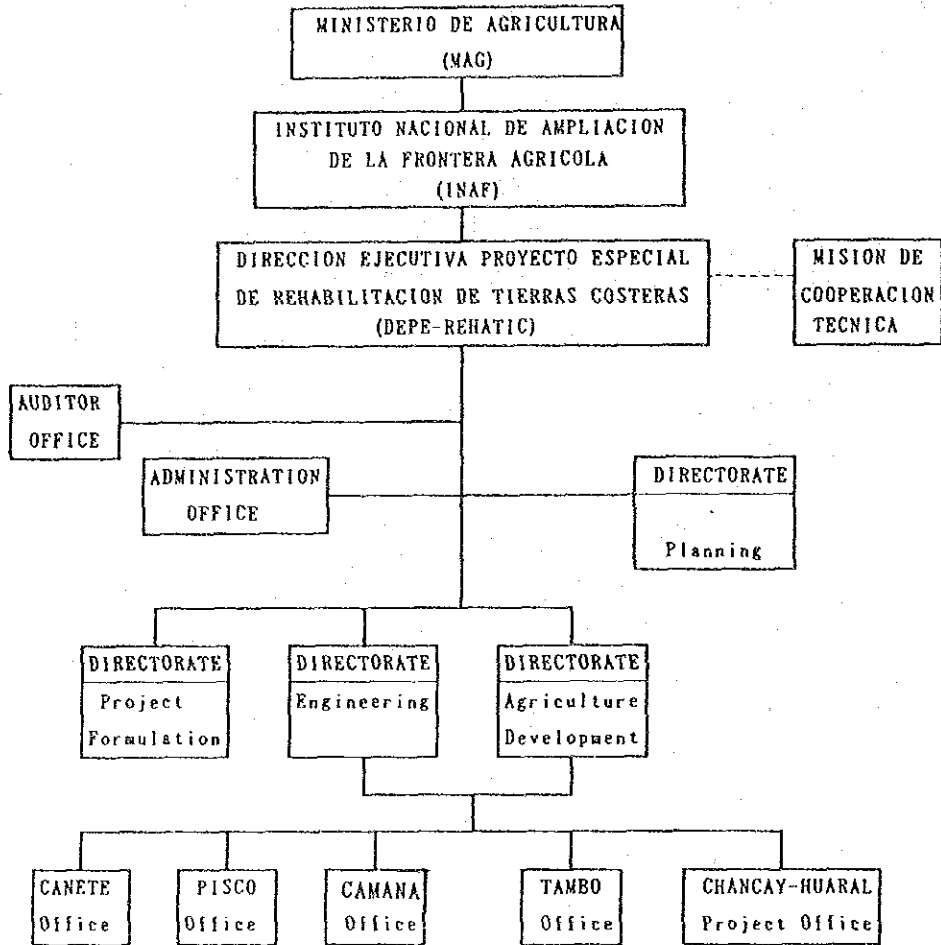 MINISTERIO DE AGRICULTURA
(MAG)
INSTITUTO NACIONAL DE AMPLIACION
DE LA FRONTERA AGRICOLA
(INAF)
DIRECCION EJECUTIVA PROYECTO ESPECIAL
DE REHABILITACION DE TIERRAS COSTERAS
(DEPE-REHATIC)
MISION DE
COOPERACION
TECNICA
AUDITOR
OFFICE
ADMINISTRATION
OFFICE
DIRECTORATE
Planning
DIRECTORATE
Project
Formulation
DIRECTORATE
Engineering
DIRECTORATE
Agriculture
Development
CANETE
Office
PISCO
Office
CAMANA
Office
TAMBO
Office
CHANCAY-HUARAL
Project Office